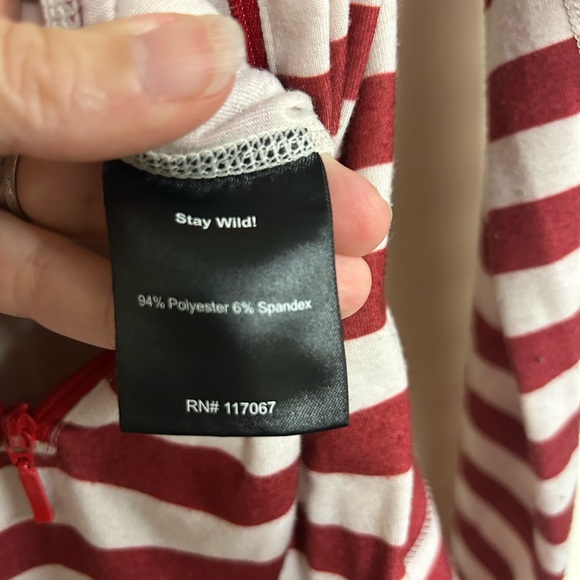 Stay Wild!
94% Polyester 6% Spandex
RN# 117067